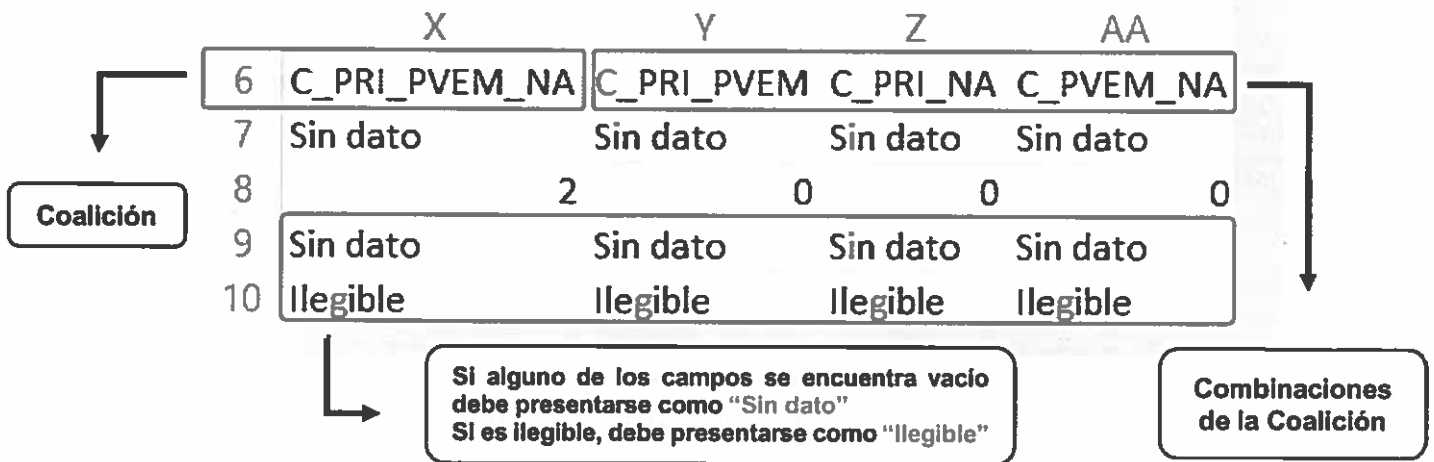 X Y Z AA
6 C_PRI_PVEM_NA C_PRI_PVEM C_PRI_NA C_PVEM_NA
7 Sin dato Sin dato Sin dato Sin dato
8 2 0 0 0
Coalición
9 Sin dato Sin dato Sin dato Sin dato
10 Ilegible Ilegible Ilegible Ilegible
Si alguno de los campos se encuentra vacío
debe presentarse como “Sin dato”
Si es ilegible, debe presentarse como “Ilegible”
Combinaciones
de la Coalición